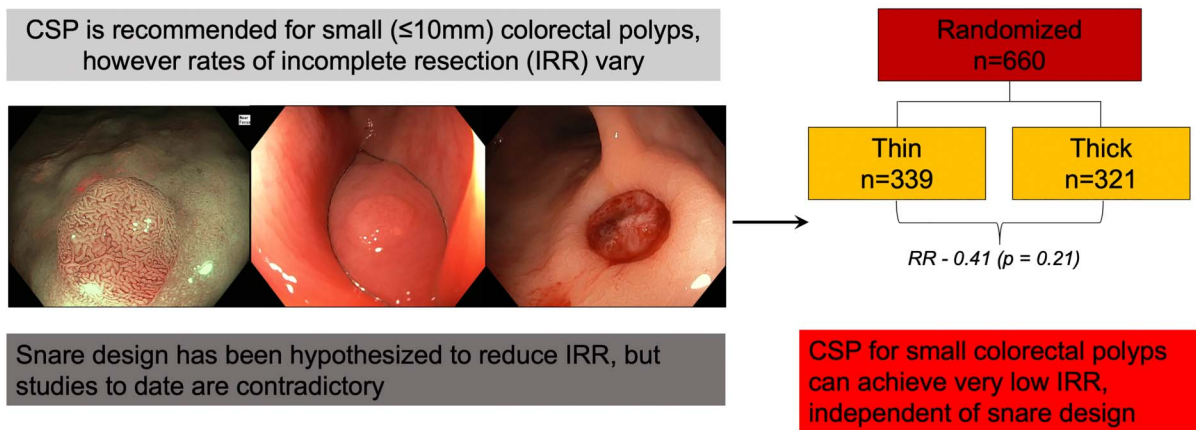 CSP is recommended for small (≤10mm) colorectal polyps,
however rates of incomplete resection (IRR) vary
Near
Focus
Snare design has been hypothesized to reduce IRR, but
studies to date are contradictory
Randomized
n=660
Thin
n=339
Thick
n=321
RR - 0.41 (p = 0.21)
CSP for small colorectal polyps
can achieve very low IRR,
independent of snare design